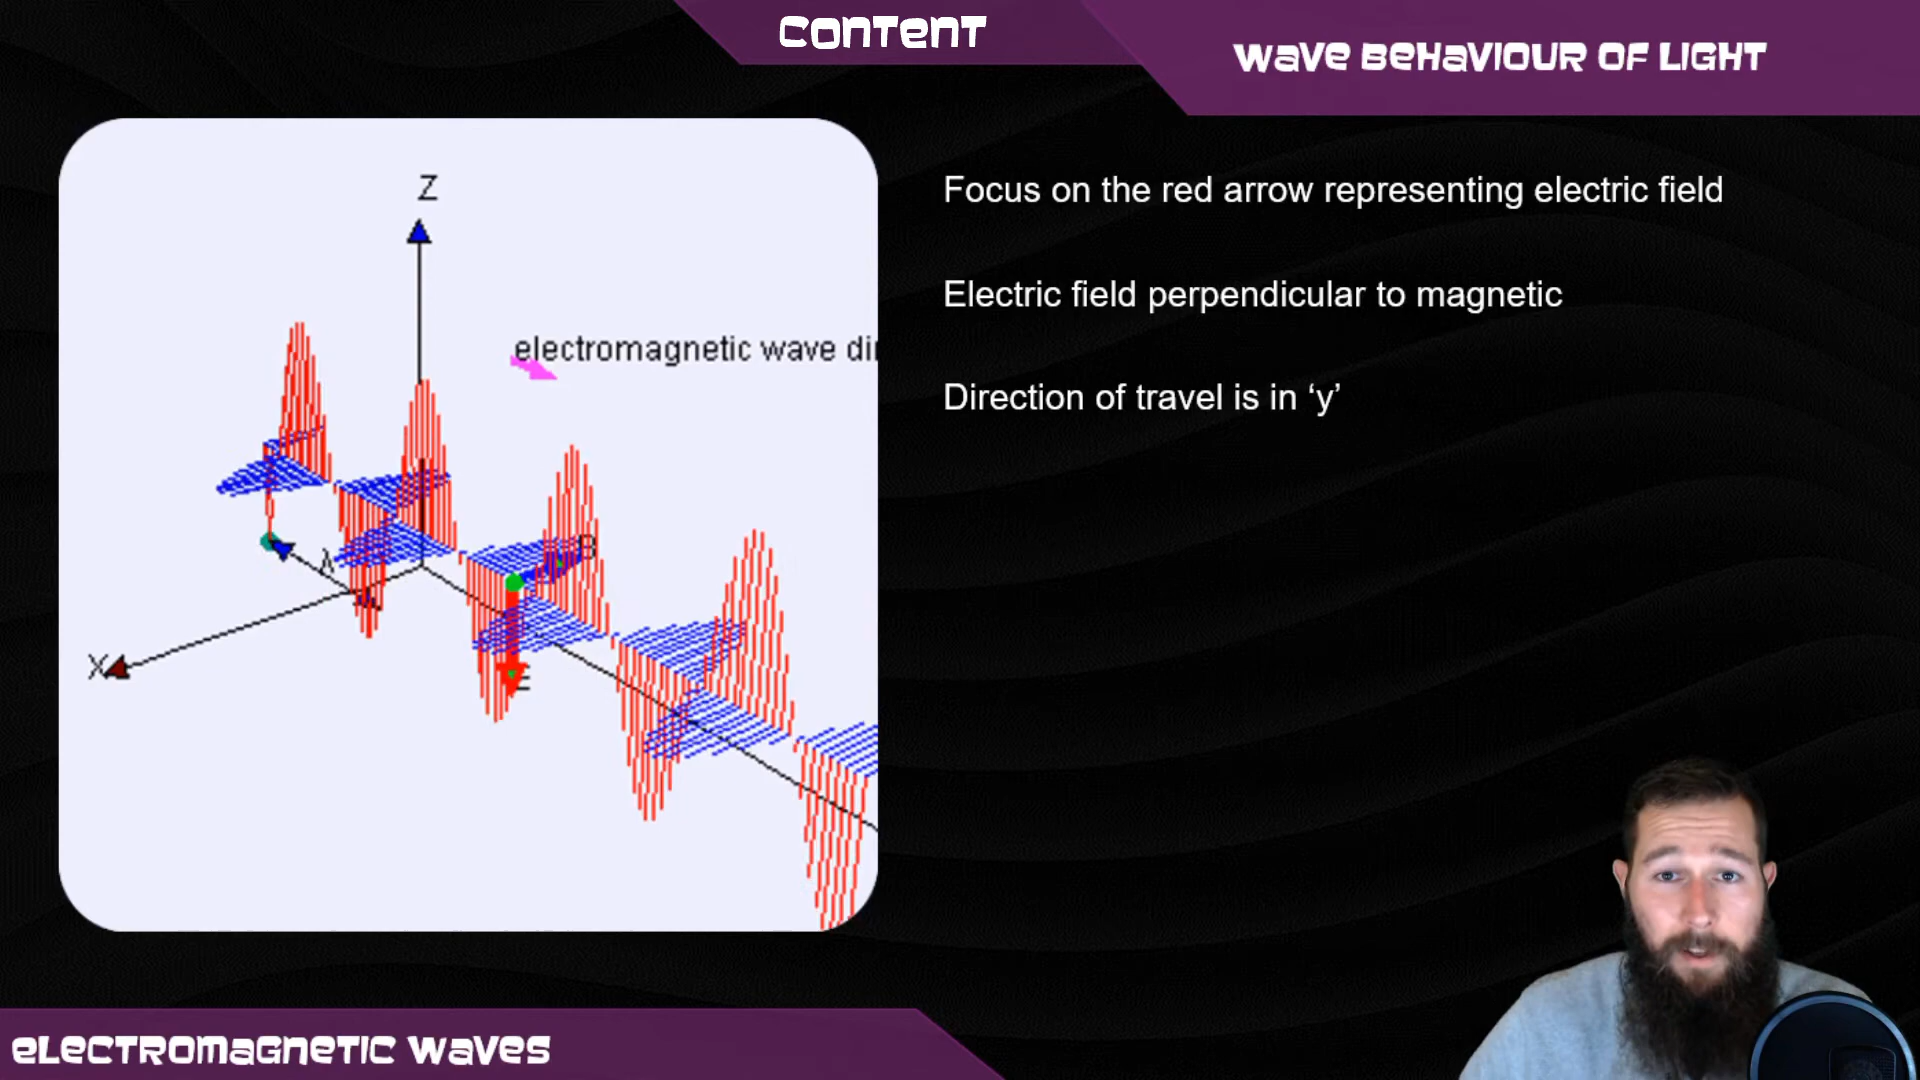 CONTENT
WAVE BEHAVIOUR OF LIGHT
Z
electromagnetic wave di
λ
B
X
E
Focus on the red arrow representing electric field
Electric field perpendicular to magnetic
Direction of travel is in ‘y’
ELECTROMAGNETIC WAVES